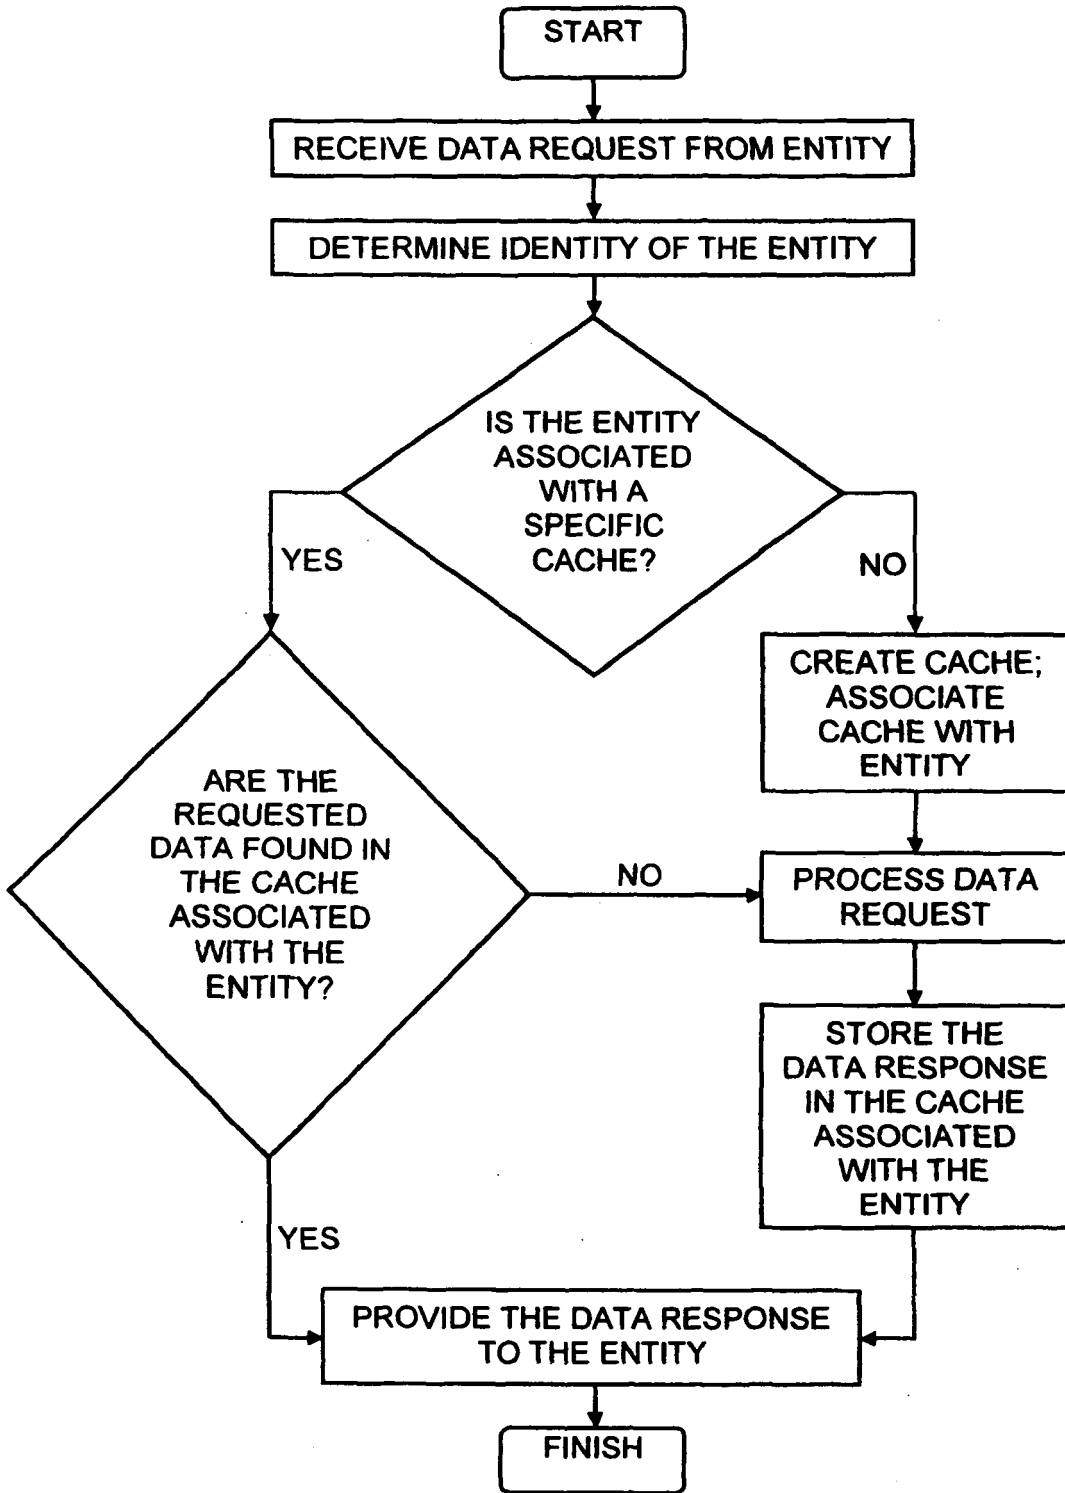 START
RECEIVE DATA REQUEST FROM ENTITY
DETERMINE IDENTITY OF THE ENTITY
IS THE ENTITY
ASSOCIATED
WITH A
SPECIFIC
CACHE?
YES
NO
CREATE CACHE;
ASSOCIATE
CACHE WITH
ENTITY
ARE THE
REQUESTED
DATA FOUND IN
THE CACHE
ASSOCIATED
WITH THE
ENTITY?
NO
PROCESS DATA
REQUEST
STORE THE
DATA RESPONSE
IN THE CACHE
ASSOCIATED
WITH THE
ENTITY
YES
PROVIDE THE DATA RESPONSE
TO THE ENTITY
FINISH